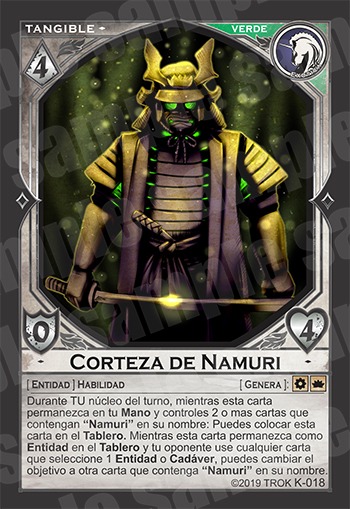 TANGIBLE
VERDE
4
0
4
CORTEZA DE NAMURI
[ ENTIDAD ] HABILIDAD
[ GENERA ]:
Durante TU núcleo del turno, mientras esta carta
permanezca en tu Mano y controles 2 o mas cartas que
contengan “Namuri” en su nombre: Puedes colocar esta
carta en el Tablero. Mientras esta carta permanezca como
Entidad en el Tablero y tu oponente use cualquier carta
que seleccione 1 Entidad o Cadáver, puedes cambiar el
objetivo a otra carta que contenga “Namuri” en su nombre.
©2019 TROK K-018